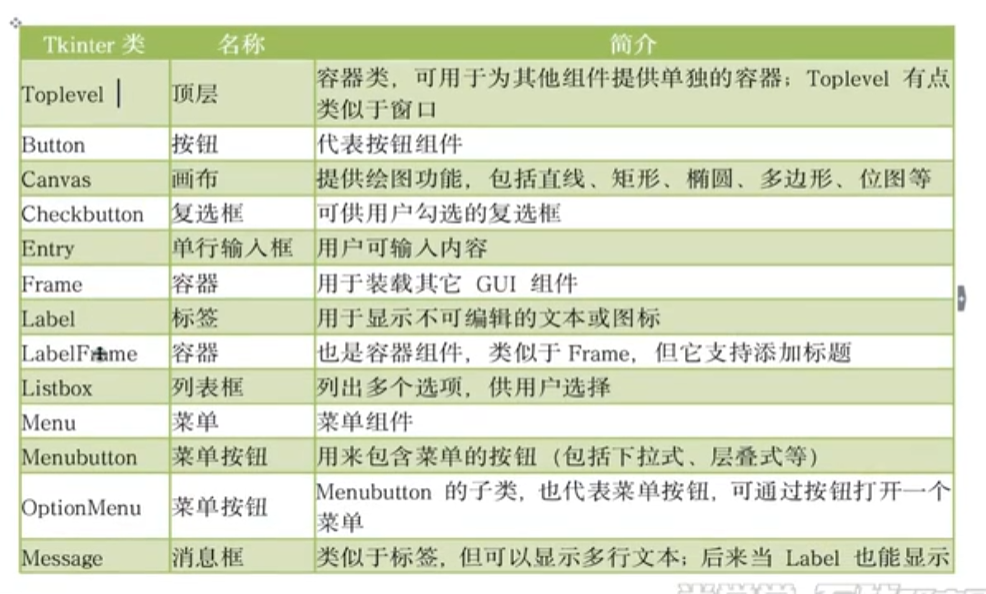 Tkinter 类 名称 简介
Toplevel 顶层 容器类，可用于为其他组件提供单独的容器；Toplevel 有点
类似于窗口
Button 按钮 代表按钮组件
Canvas 画布 提供绘图功能，包括直线、矩形、椭圆、多边形、位图等
Checkbutton 复选框 可供用户勾选的复选框
Entry 单行输入框 用户可输入内容
Frame 容器 用于装载其它 GUI 组件
Label 标签 用于显示不可编辑的文本或图标
LabelFrame 容器 也是容器组件，类似于 Frame，但它支持添加标题
Listbox 列表框 列出多个选项，供用户选择
Menu 菜单 菜单组件
Menubutton 菜单按钮 用来包含菜单的按钮（包括下拉式、层叠式等）
OptionMenu 菜单按钮 Menubutton 的子类，也代表菜单按钮，可通过按钮打开一个
菜单
Message 消息框 类似于标签，但可以显示多行文本；后来当 Label 也能显示